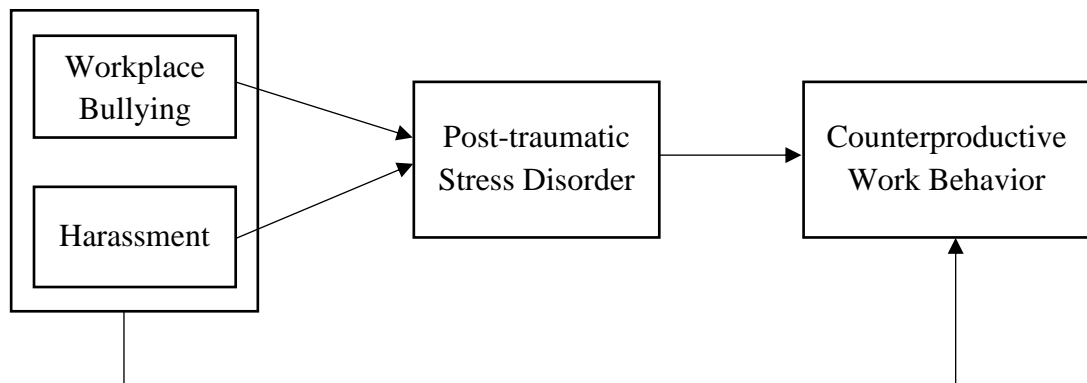 Workplace
Bullying
Harassment
Post-traumatic
Stress Disorder
Counterproductive
Work Behavior